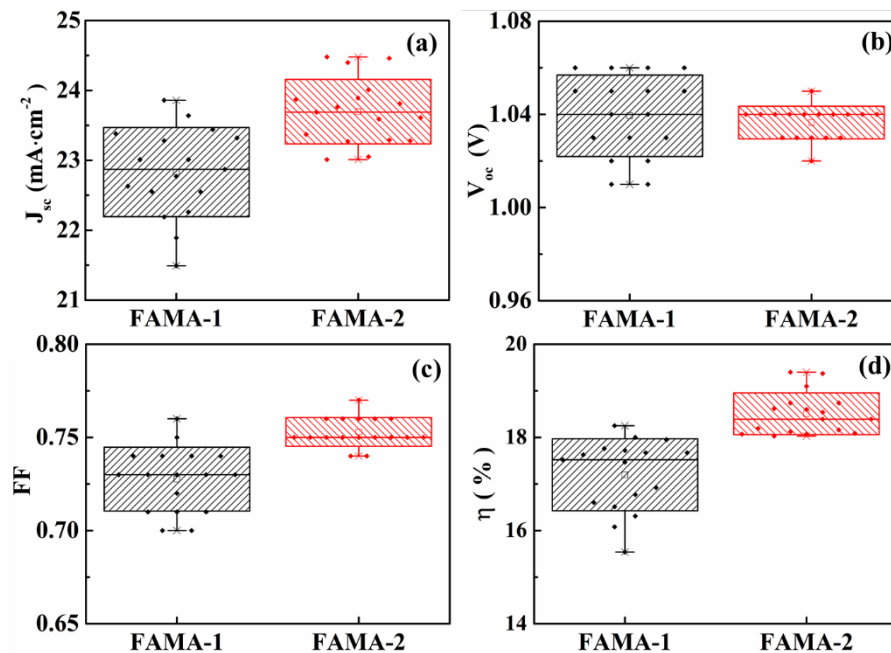 (a)
25
24
23
22
21
J_sc (mA·cm⁻²)
FAMA-1 FAMA-2
(b)
1.08
1.04
1.00
0.96
V_oc (V)
FAMA-1 FAMA-2
(c)
0.80
0.75
0.70
0.65
FF
FAMA-1 FAMA-2
(d)
20
18
16
14
η ( %)
FAMA-1 FAMA-2